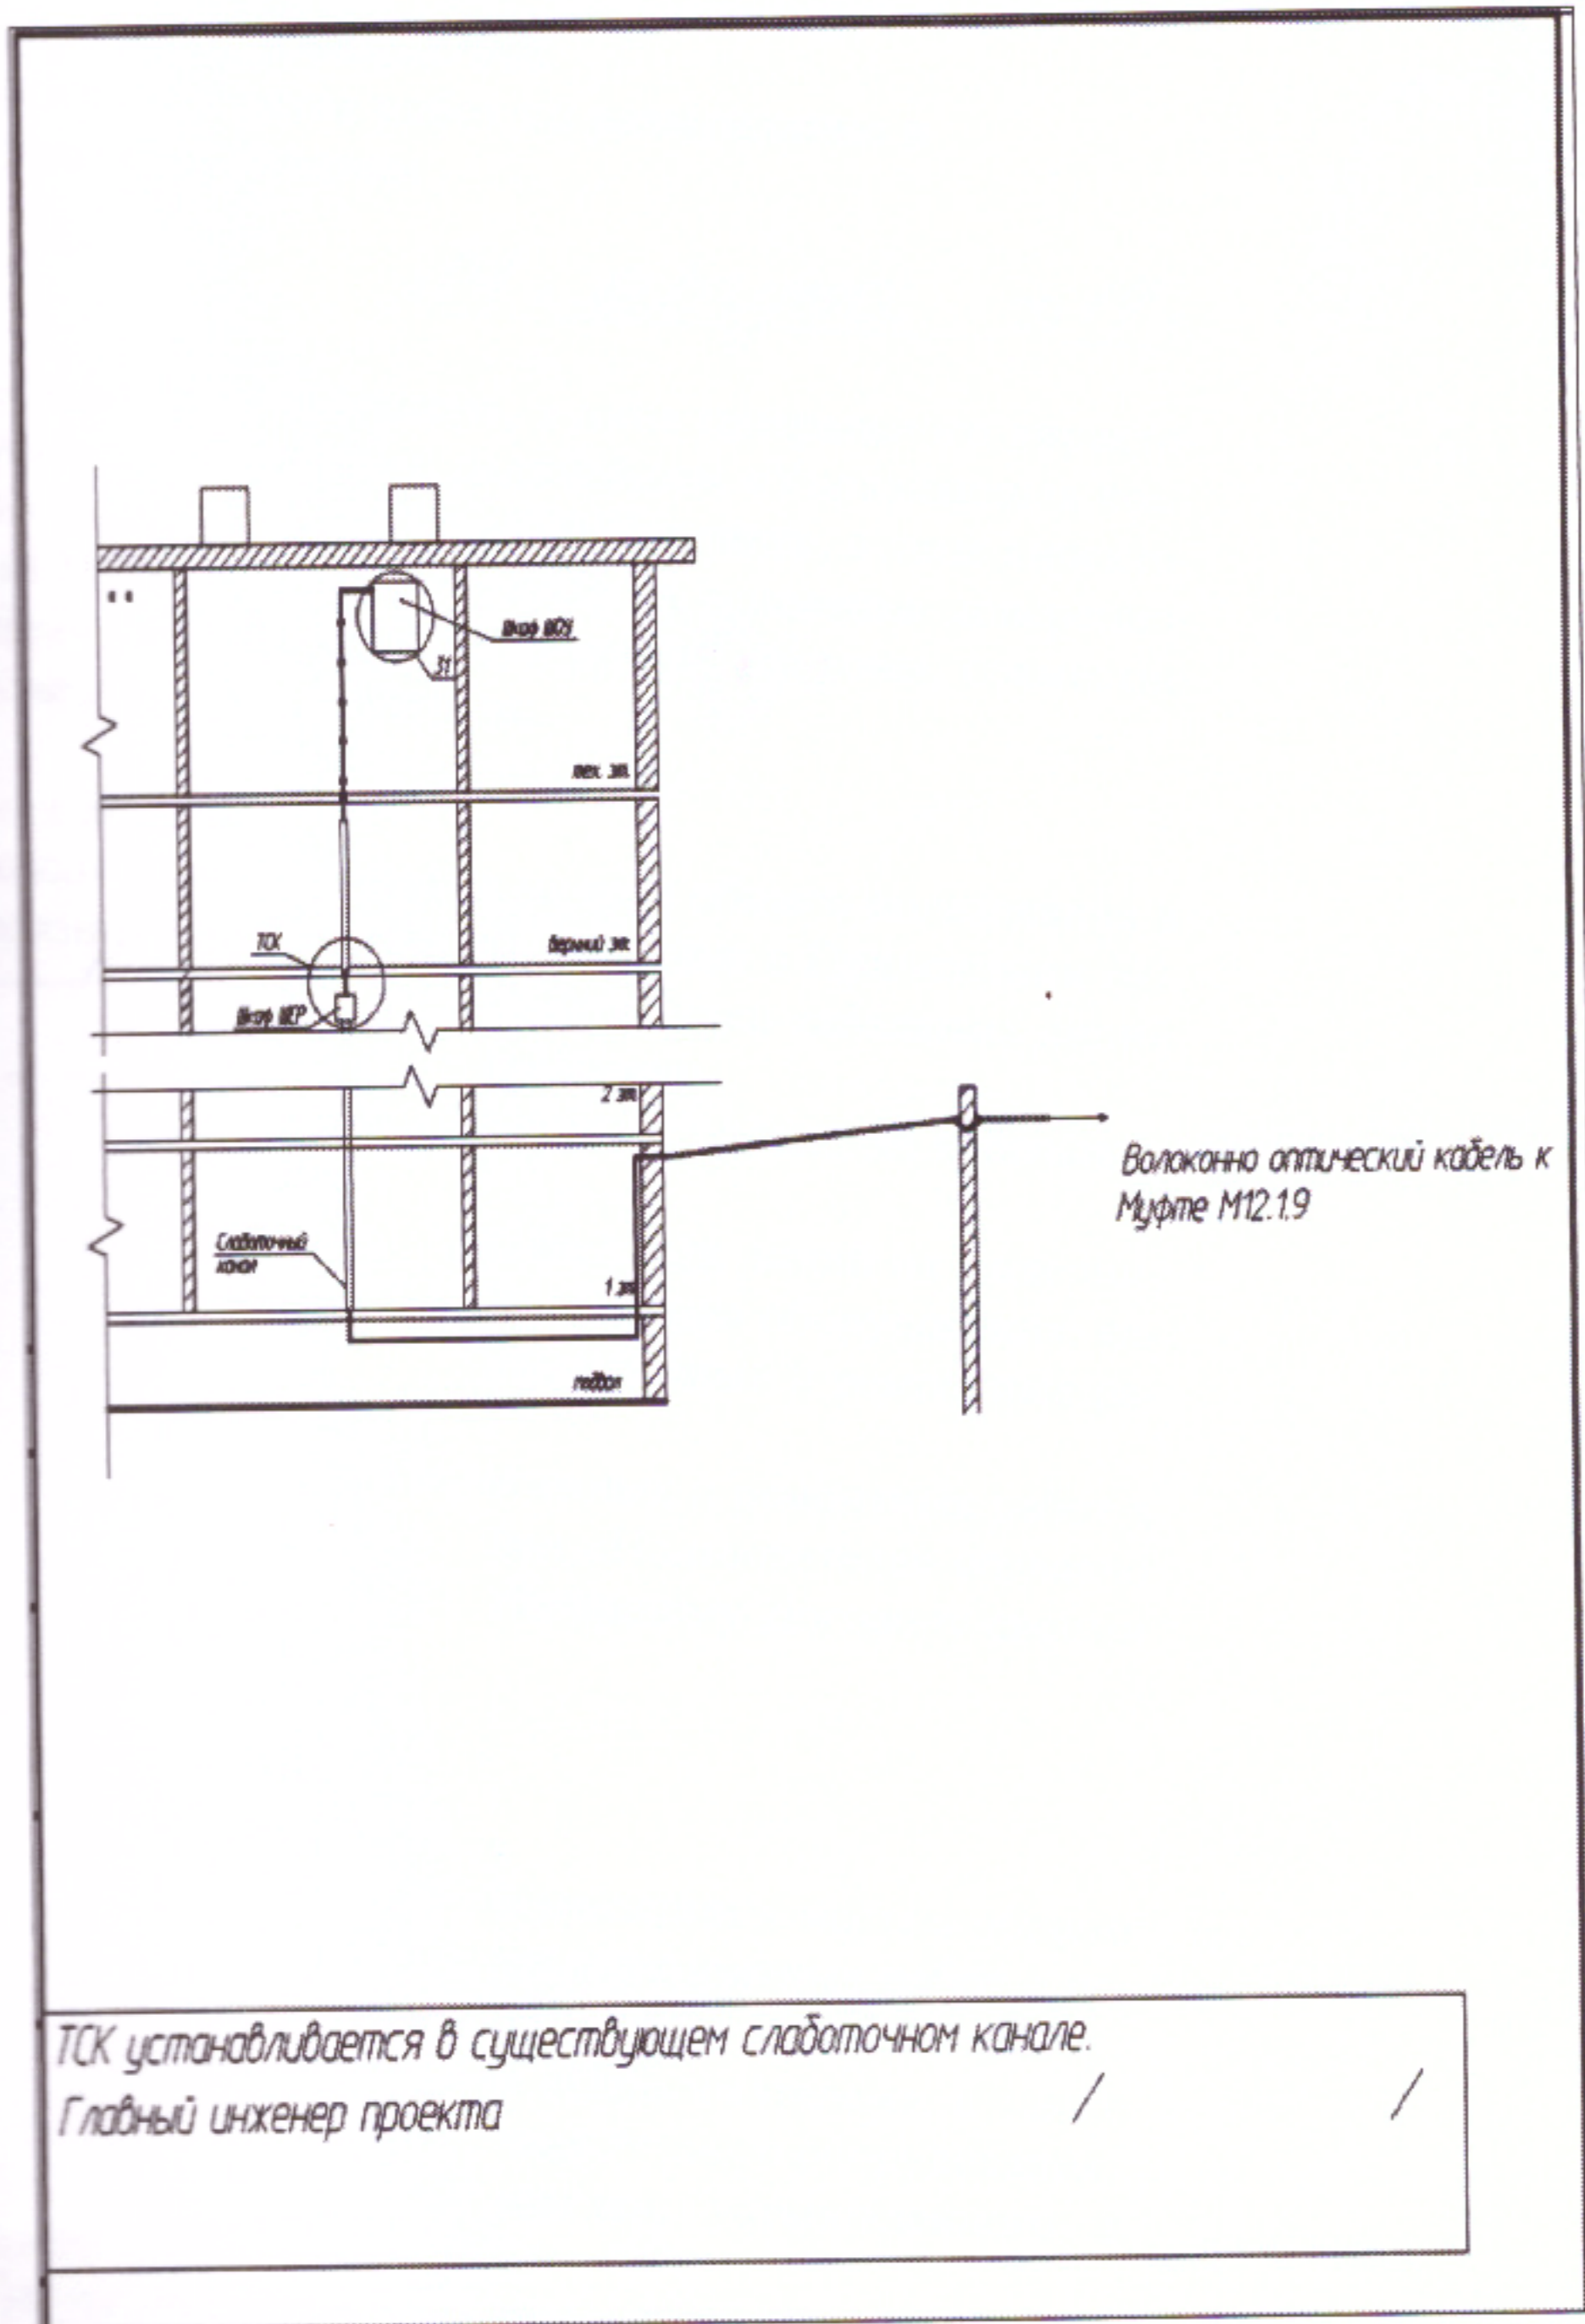 Шкаф ШОУ
31
тех. эт.
ТСК
Верхний эт.
Шкаф ШЕР
2 эт.
Волоконно оптический кабель к
Муфте М12.1.9
Слаботочный
канал
1 эт.
подвал
ТСК устанавливается в существующем слаботочном канале.
Главный инженер проекта / /